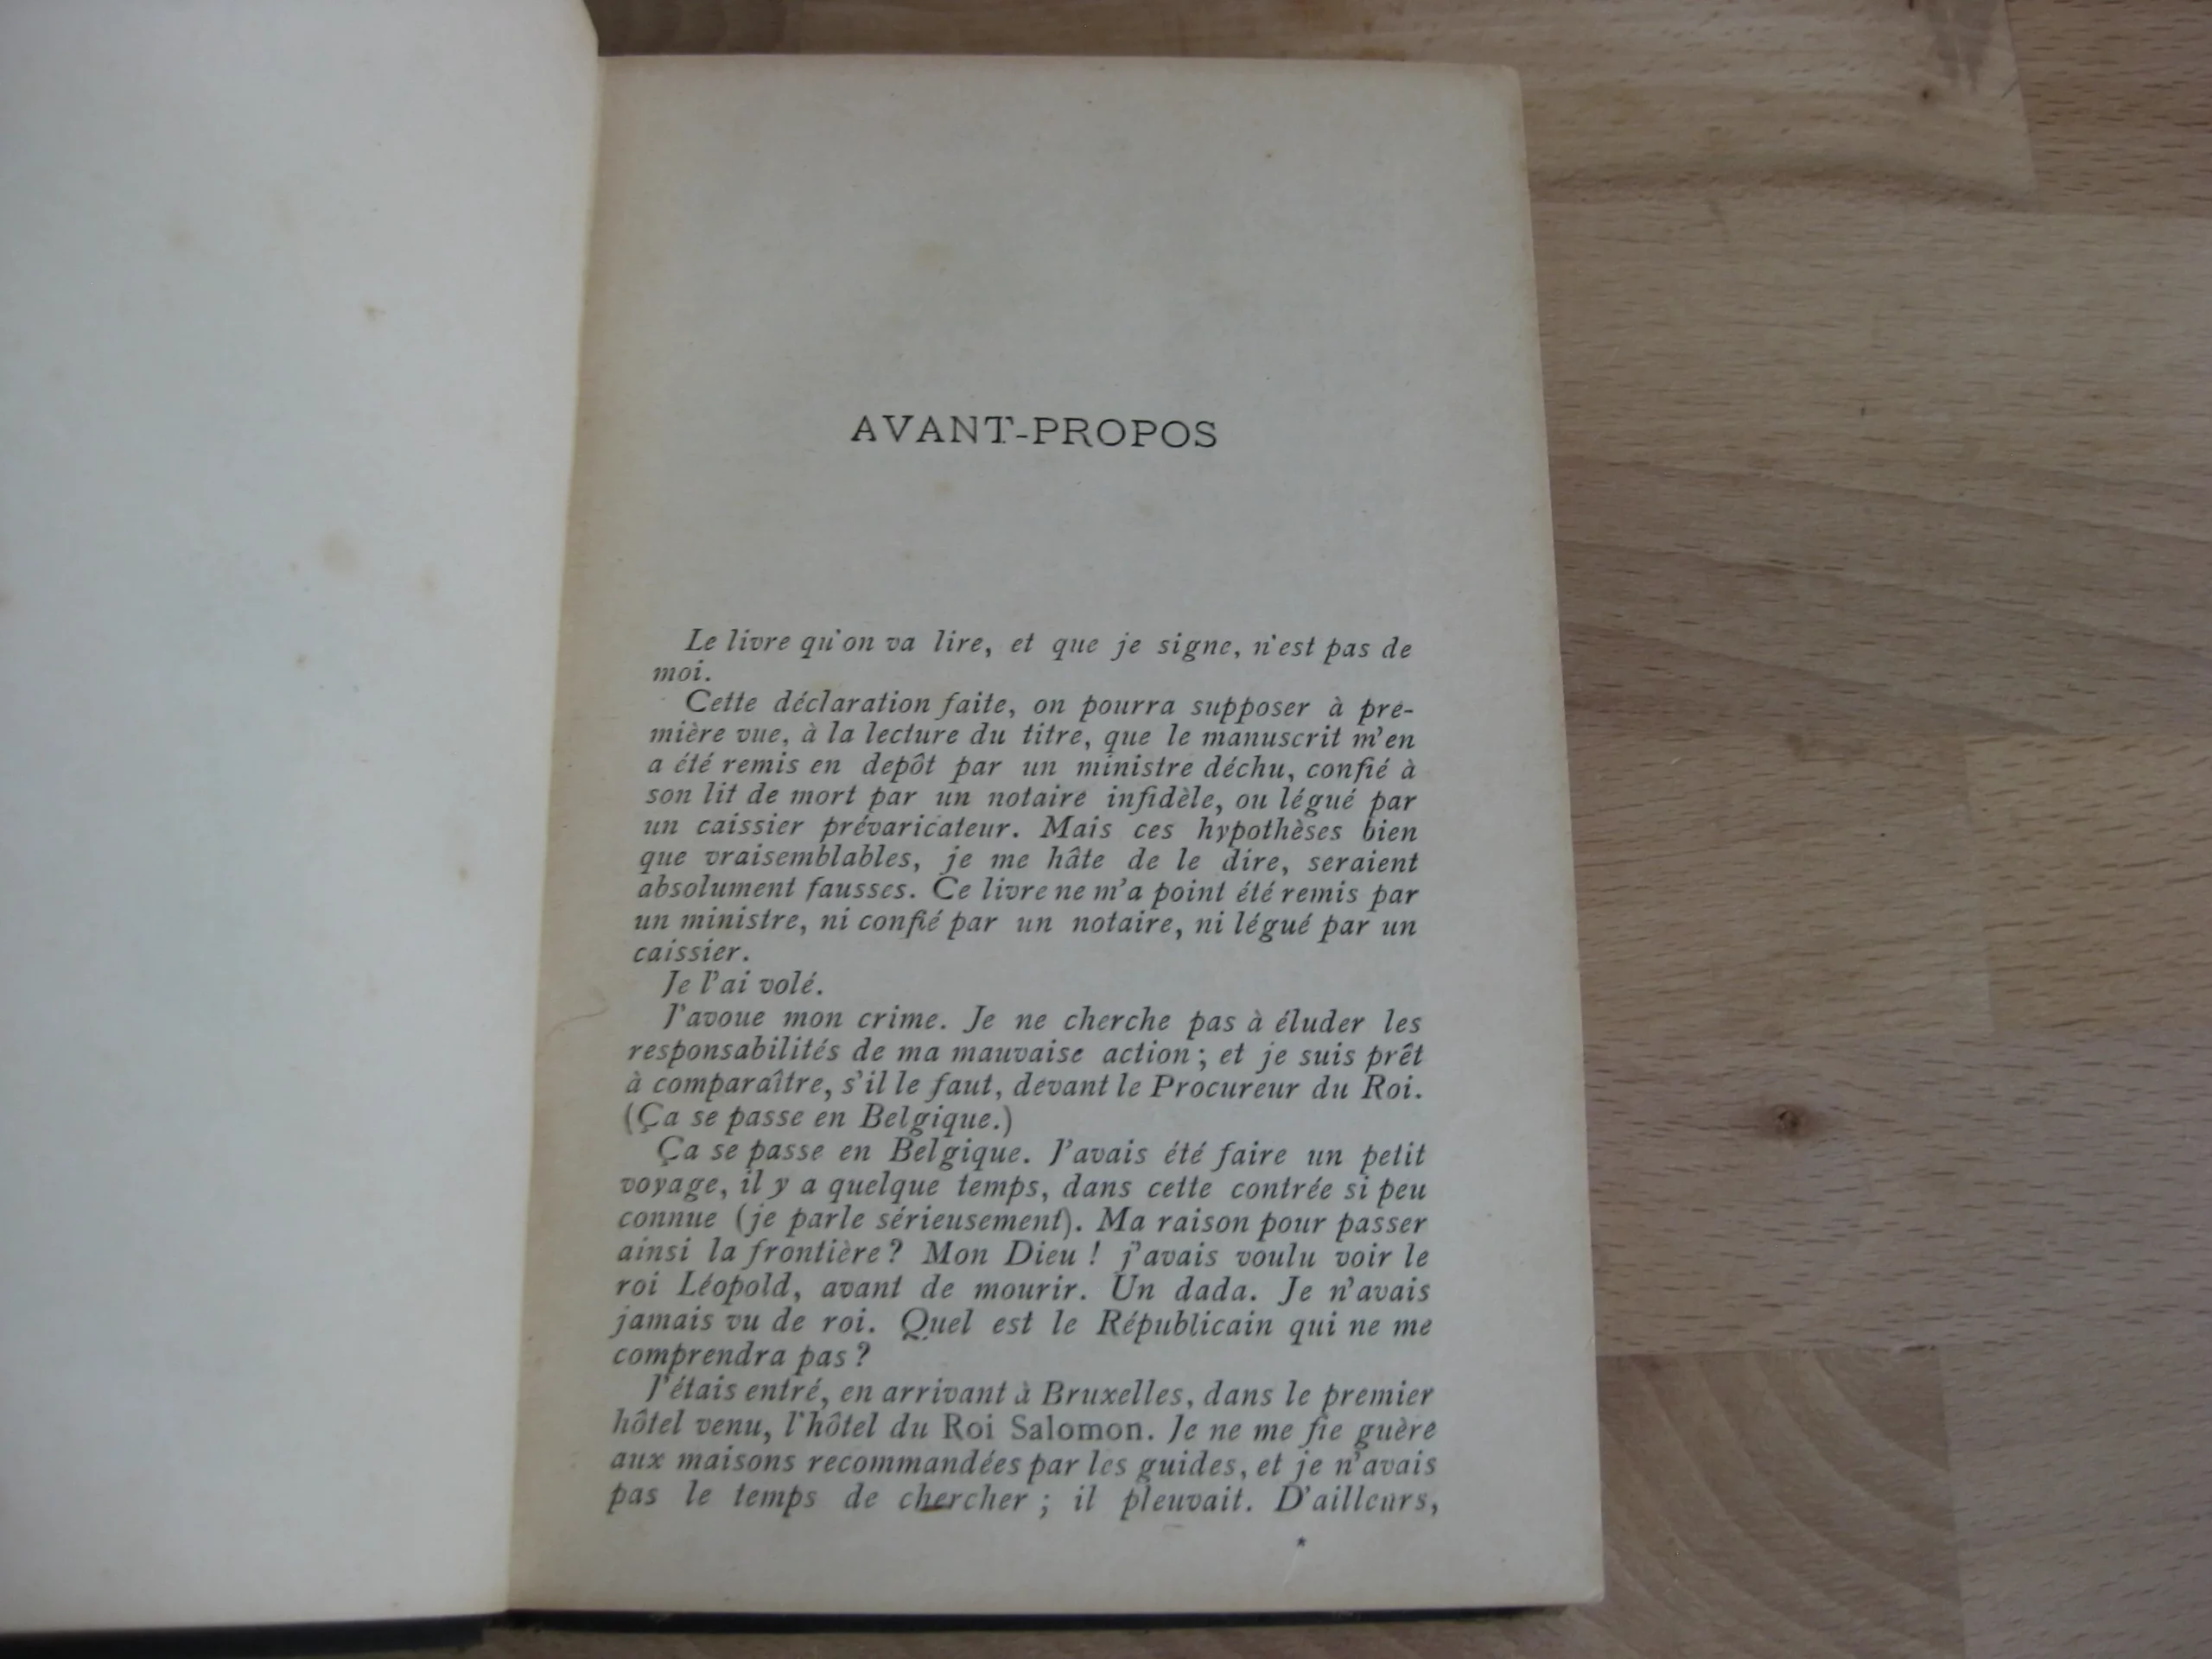 AVANT-PROPOS
Le livre qu'on va lire, et que je signe, n'est pas de
moi.
Cette déclaration faite, on pourra supposer à pre-
mière vue, à la lecture du titre, que le manuscrit m'en
a été remis en depôt par un ministre déchu, confié à
son lit de mort par un notaire infidèle, ou légué par
un caissier prévaricateur. Mais ces hypothèses bien
que vraisemblables, je me hâte de le dire, seraient
absolument fausses. Ce livre ne m'a point été remis par
un ministre, ni confié par un notaire, ni légué par un
caissier.
Je l'ai volé.
J'avoue mon crime. Je ne cherche pas à éluder les
responsabilités de ma mauvaise action ; et je suis prêt
à comparaître, s'il le faut, devant le Procureur du Roi.
(Ça se passe en Belgique.)
Ça se passe en Belgique. J'avais été faire un petit
voyage, il y a quelque temps, dans cette contrée si peu
connue (je parle sérieusement). Ma raison pour passer
ainsi la frontière ? Mon Dieu ! j'avais voulu voir le
roi Léopold, avant de mourir. Un dada. Je n'avais
jamais vu de roi. Quel est le Républicain qui ne me
comprendra pas ?
J'étais entré, en arrivant à Bruxelles, dans le premier
hôtel venu, l'hôtel du Roi Salomon. Je ne me fie guère
aux maisons recommandées par les guides, et je n'avais
pas le temps de chercher ; il pleuvait. D'ailleurs,
*